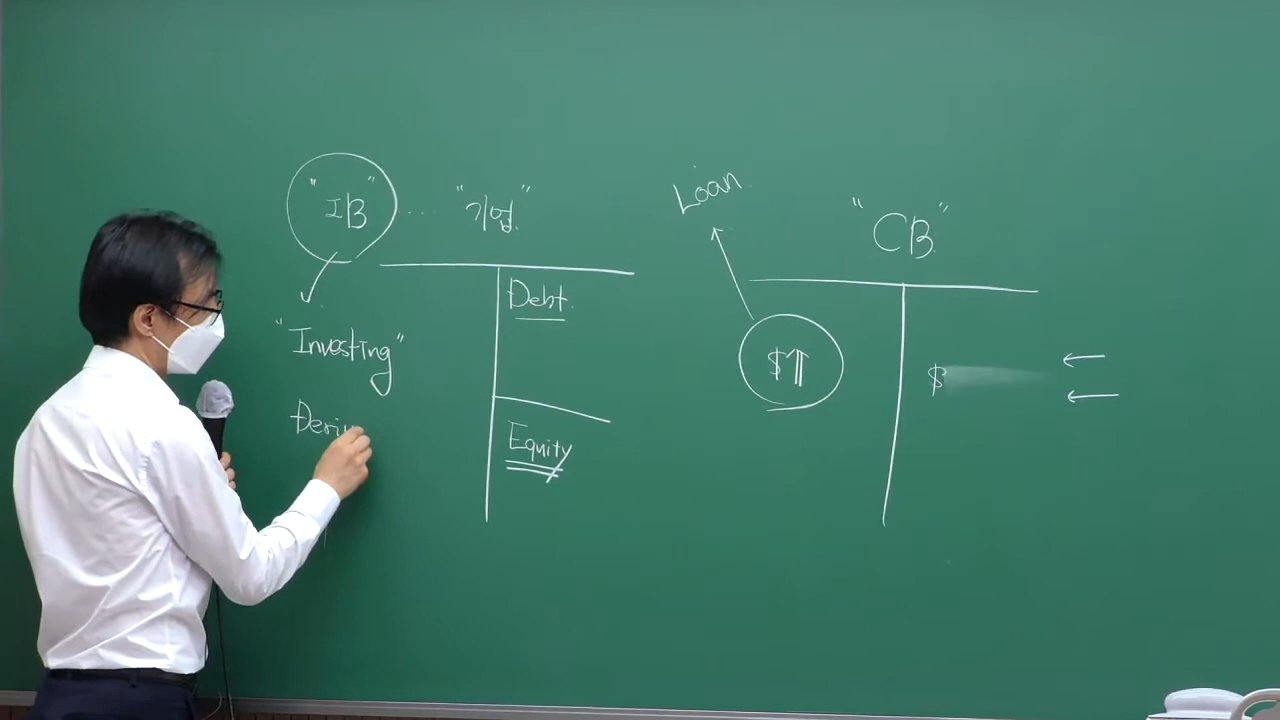 "IB" ... "기업"
Debt.
"Investing"
Equity
Loan
"CB"
$⇑
$